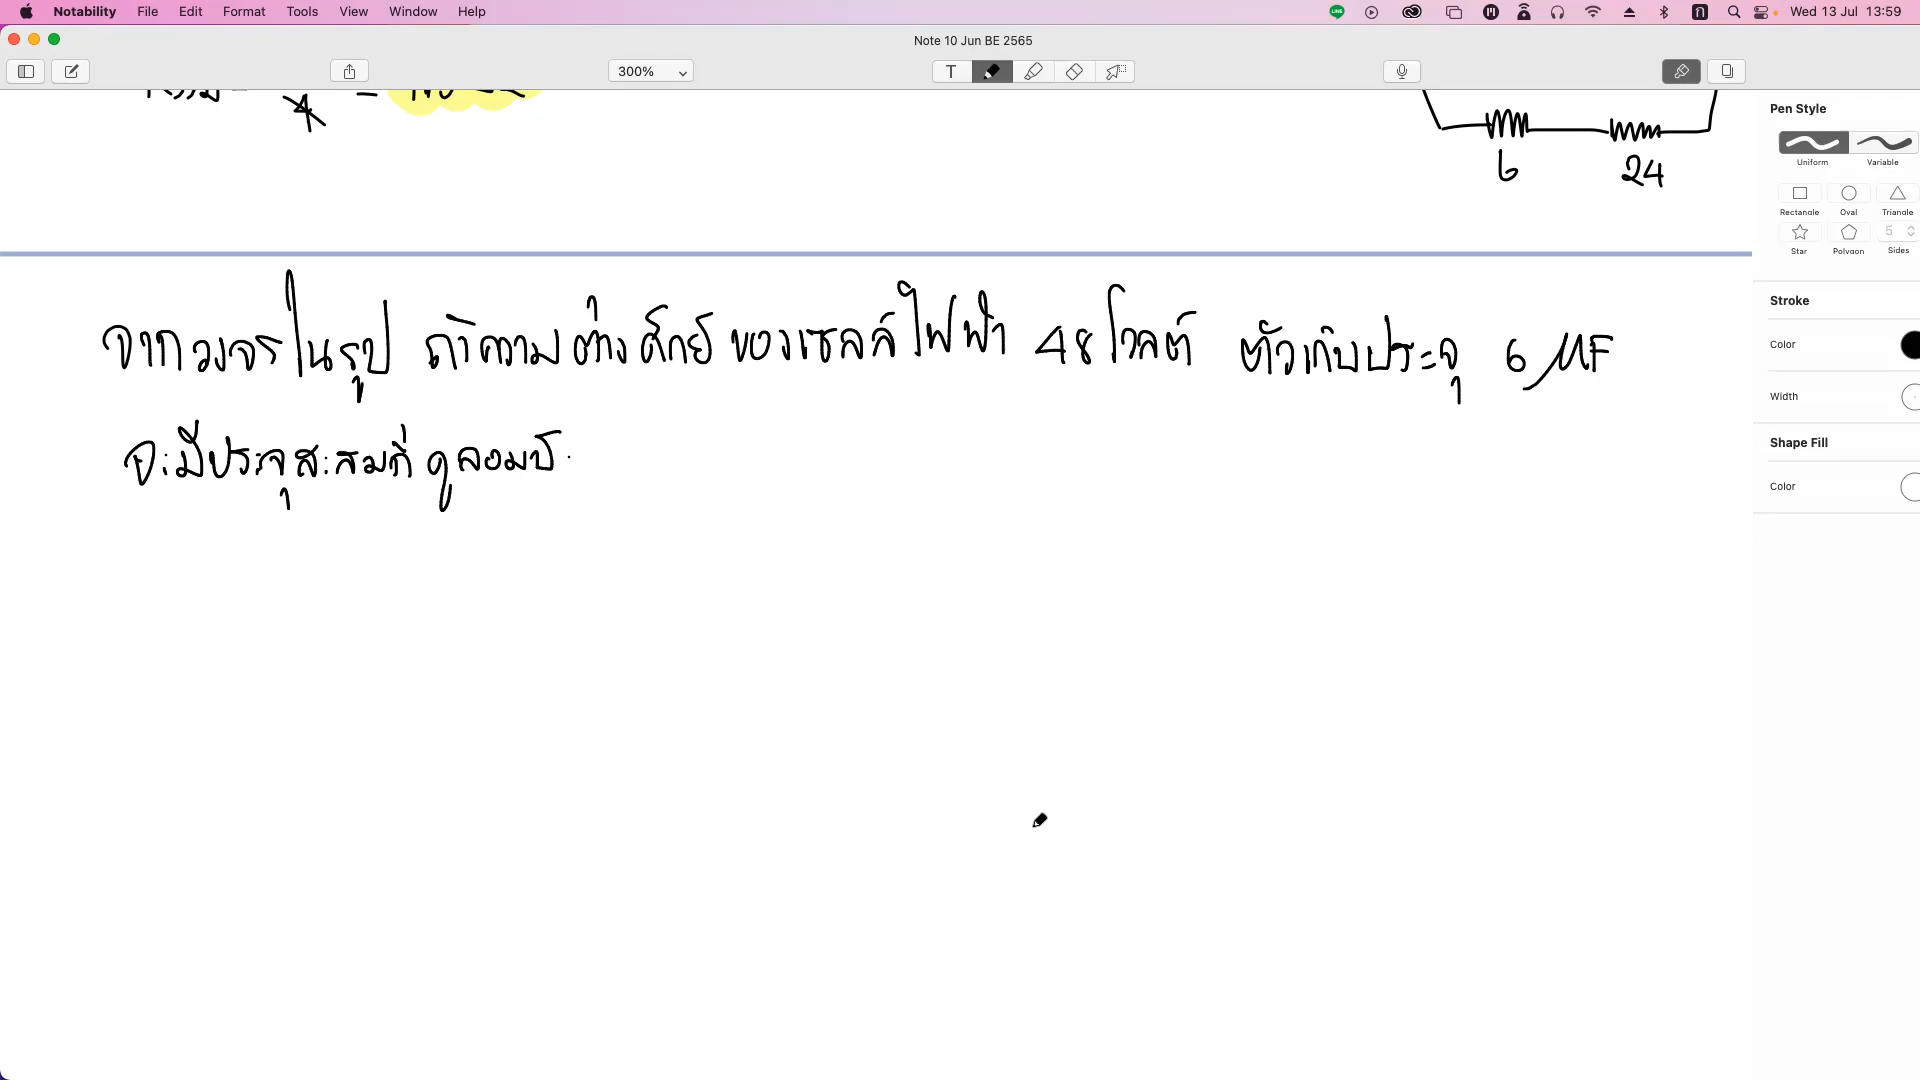 Notability File Edit Format Tools View Window Help Wed 13 Jul 13:59
Note 10 Jun BE 2565
300% T
Pen Style
Uniform Variable
Rectangle Oval Triangle
5
Star Polygon Sides
Stroke
Color
Width
Shape Fill
Color
6 24
จากวงจรในรูป ถ้าความต่างศักย์ของเซลล์ไฟฟ้า 48 โวลต์ ตัวเก็บประจุ 6 μF
จะมีประจุสะสมกี่คูลอมบ์